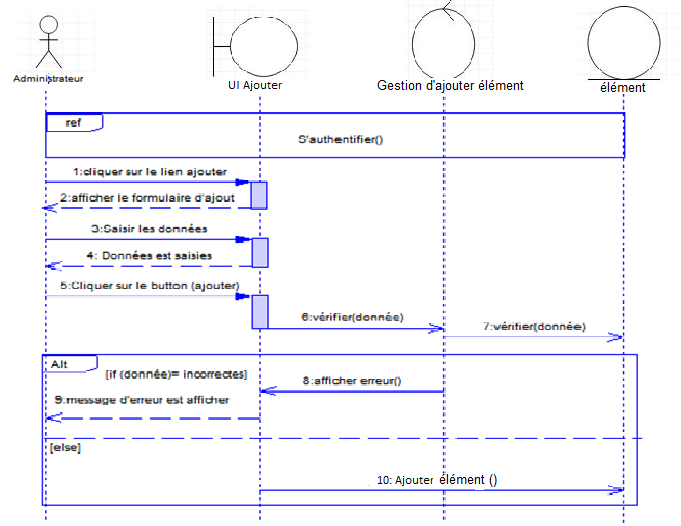 Administrateur
UI Ajouter
Gestion d'ajouter élément
élément
ref
S'authentifier()
1:cliquer sur le lien ajouter
2:afficher le formulaire d'ajout
3:Saisir les données
4: Données est saisies
5:Cliquer sur le button (ajouter)
6:vérifier(donnée)
7:vérifier(donnée)
Alt
[if (donnée)= incorrectes]
8:afficher erreur()
9:message d'erreur est afficher
[else]
10: Ajouter élément ()